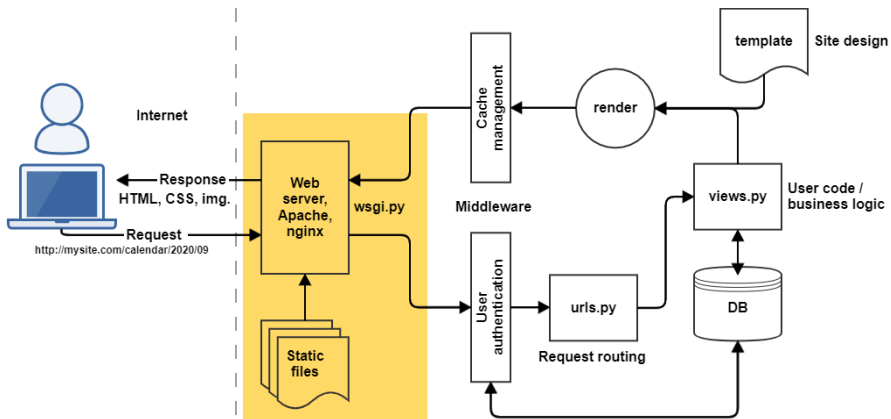 template
Site design
Cache
management
render
Internet
Response
HTML, CSS, img.
Web
server,
Apache,
nginx
wsgi.py
Middleware
views.py
User code /
business logic
Request
http://mysite.com/calendar/2020/09
User
authentication
urls.py
Request routing
DB
Static
files